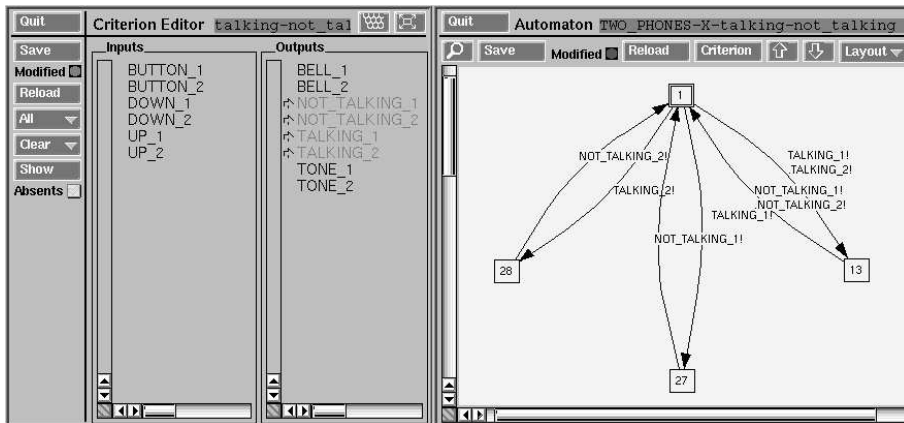 Quit
Criterion Editor talking-not_tal
Save
Modified
Reload
All
Clear
Show
Absents
Inputs
BUTTON_1
BUTTON_2
DOWN_1
DOWN_2
UP_1
UP_2
Outputs
BELL_1
BELL_2
NOT_TALKING_1
NOT_TALKING_2
TALKING_1
TALKING_2
TONE_1
TONE_2
Quit
Automaton TWO_PHONES-X-talking-not_talking
Save
Modified
Reload
Criterion
Layout
1
NOT_TALKING_2!
TALKING_2!
TALKING_1!
.TALKING_2!
NOT_TALKING_1!
.NOT_TALKING_2!
TALKING_1!
NOT_TALKING_1!
28
13
27